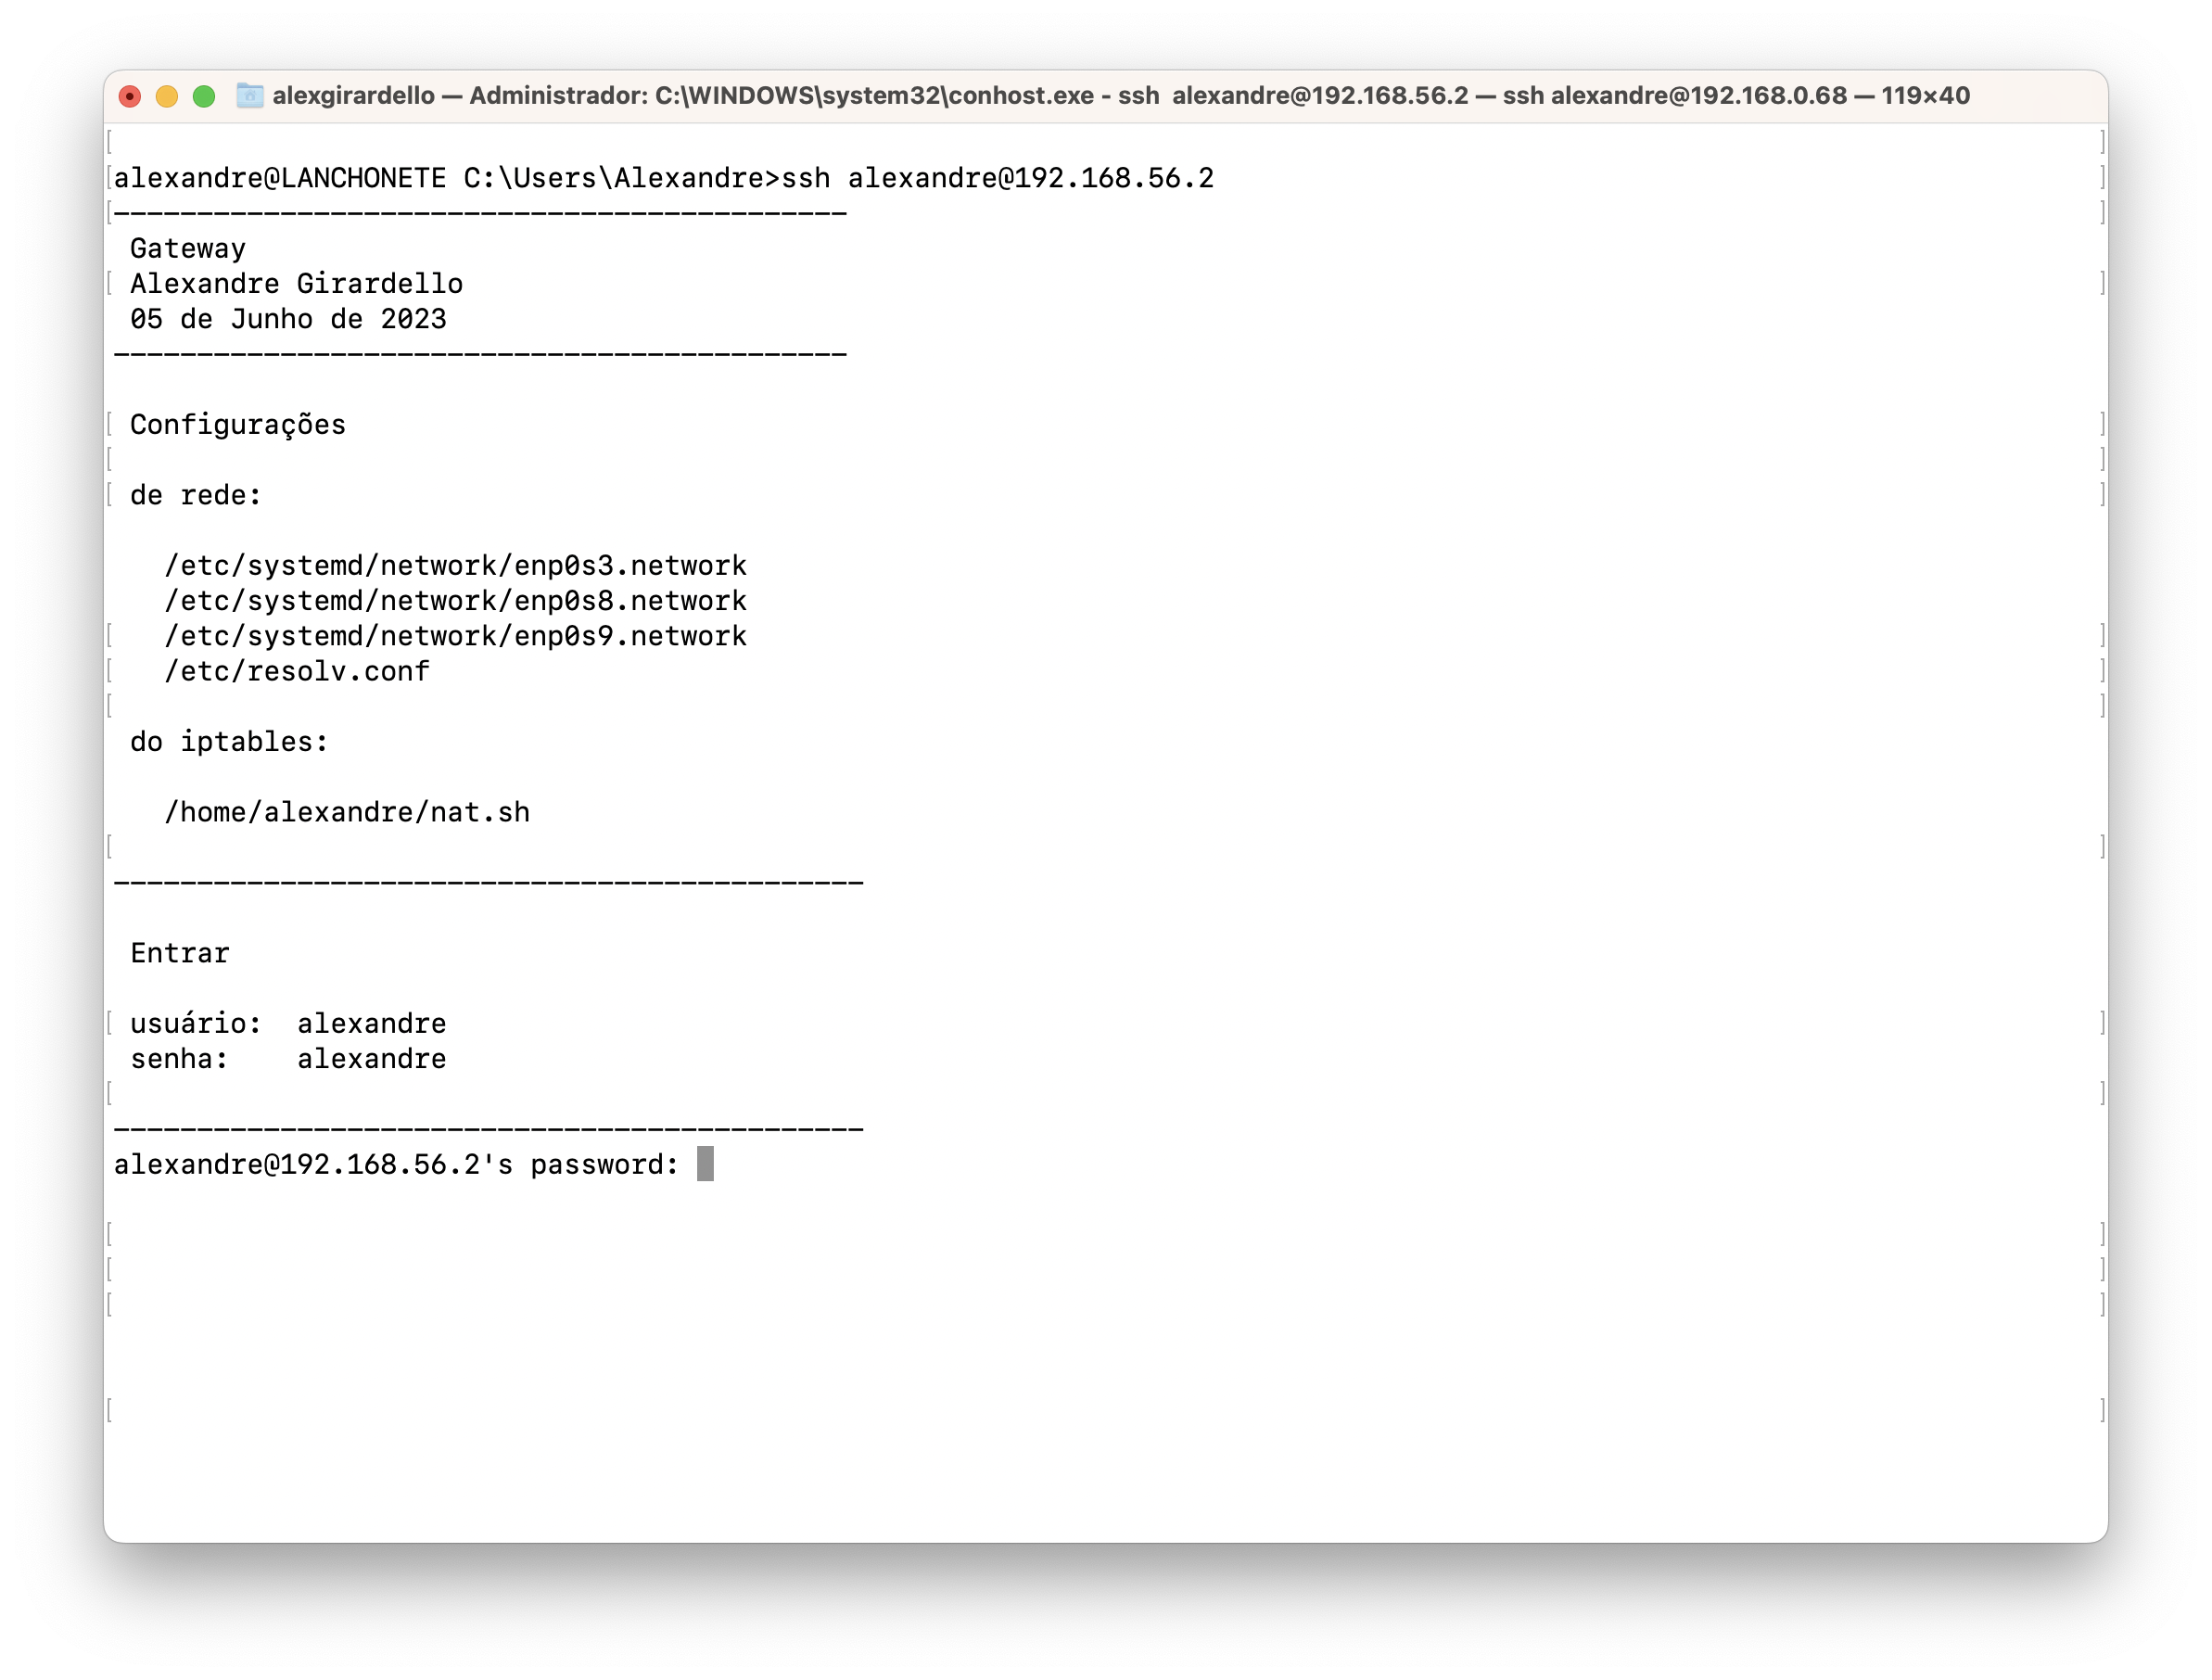 alexgirardello — Administrador: C:\WINDOWS\system32\conhost.exe - ssh  alexandre@192.168.56.2 — ssh alexandre@192.168.0.68 — 119×40
alexandre@LANCHONETE C:\Users\Alexandre>ssh alexandre@192.168.56.2
--------------------------------------------
Gateway
Alexandre Girardello
05 de Junho de 2023
--------------------------------------------
Configurações
de rede:
/etc/systemd/network/enp0s3.network
/etc/systemd/network/enp0s8.network
/etc/systemd/network/enp0s9.network
/etc/resolv.conf
do iptables:
/home/alexandre/nat.sh
---------------------------------------------
Entrar
usuário:  alexandre
senha:    alexandre
---------------------------------------------
alexandre@192.168.56.2's password: